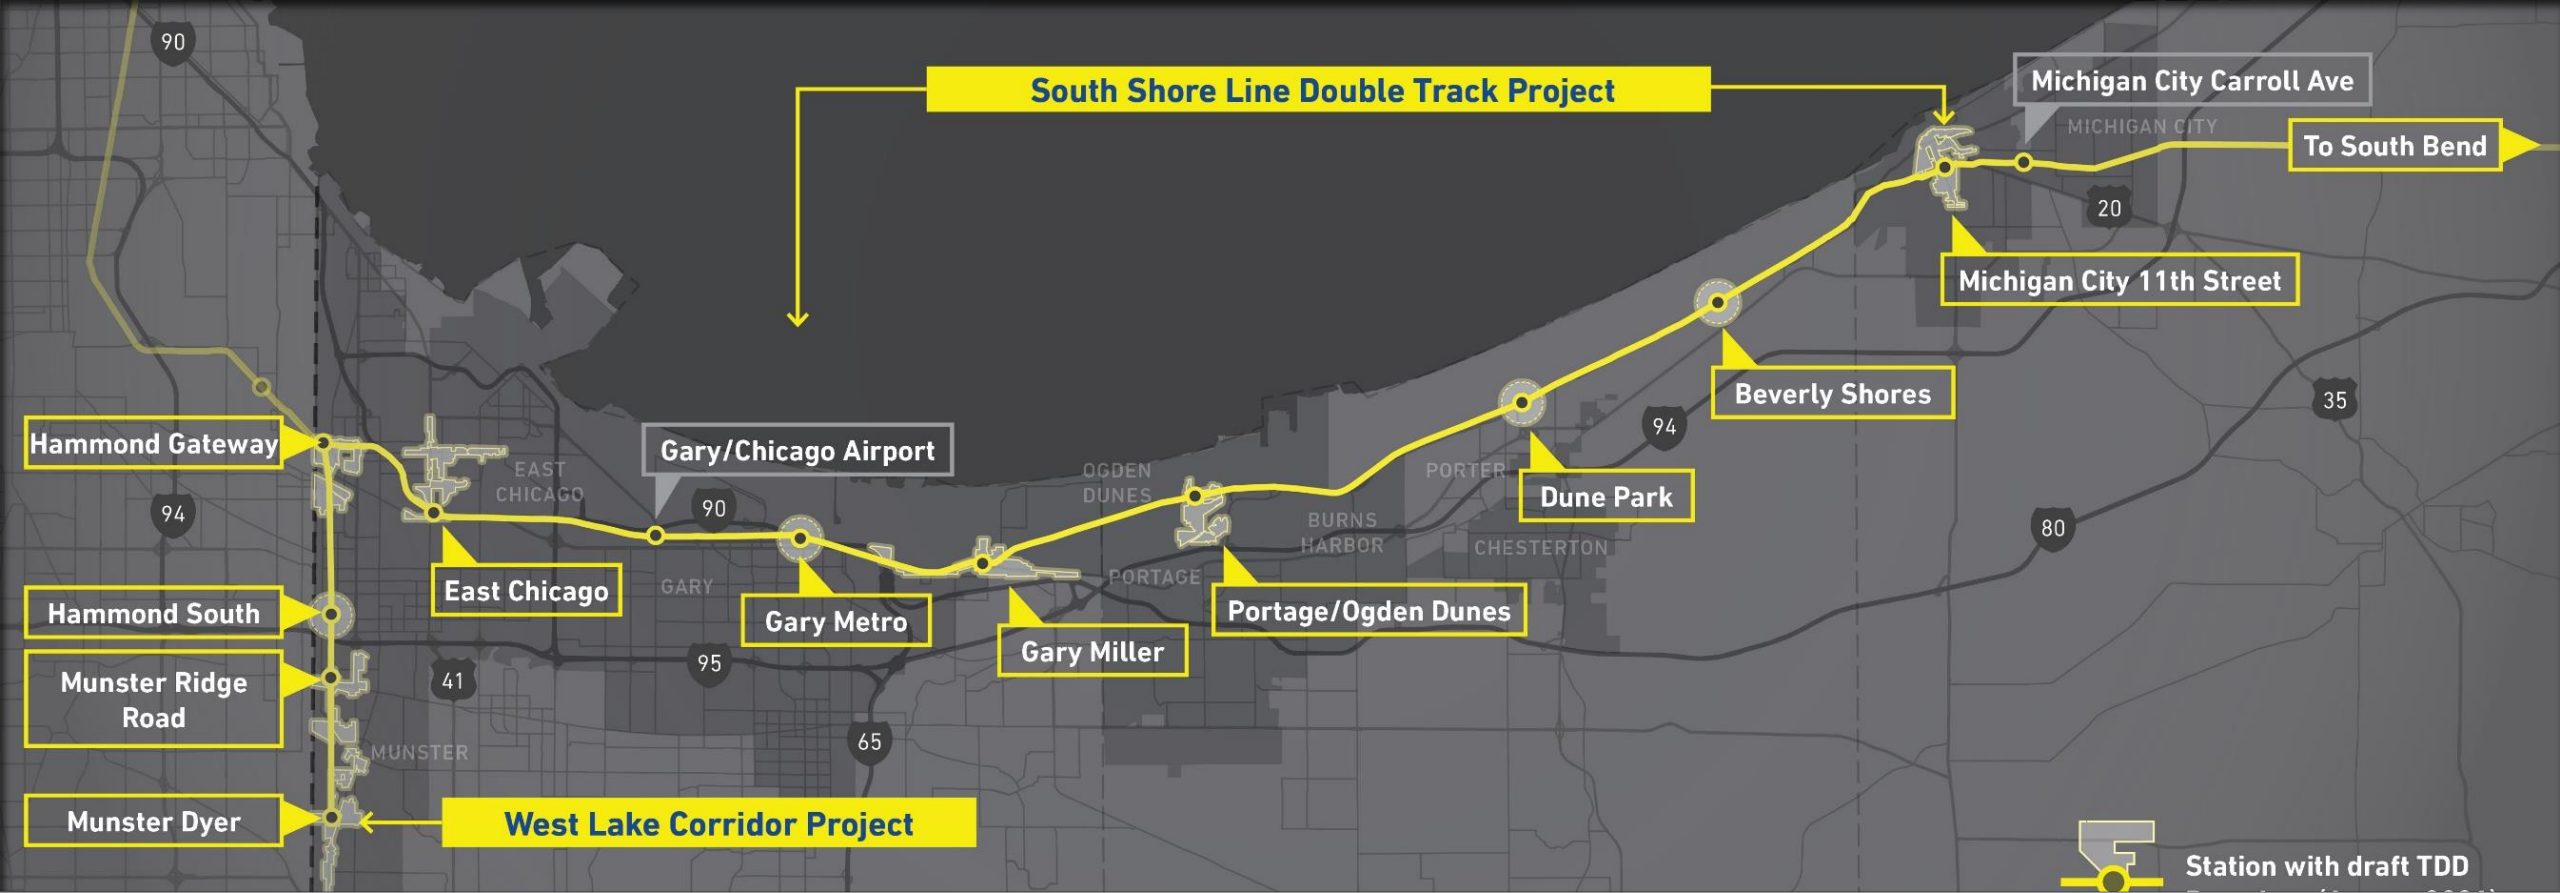 90
South Shore Line Double Track Project
Michigan City Carroll Ave
MICHIGAN CITY
To South Bend
20
Michigan City 11th Street
Beverly Shores
35
94
Hammond Gateway
Gary/Chicago Airport
EAST
CHICAGO
OGDEN
DUNES
PORTER
Dune Park
94
90
BURNS
HARBOR
CHESTERTON
80
East Chicago
GARY
PORTAGE
Hammond South
Gary Metro
Portage/Ogden Dunes
Gary Miller
95
41
Munster Ridge
Road
MUNSTER
65
Munster Dyer
West Lake Corridor Project
Station with draft TDD